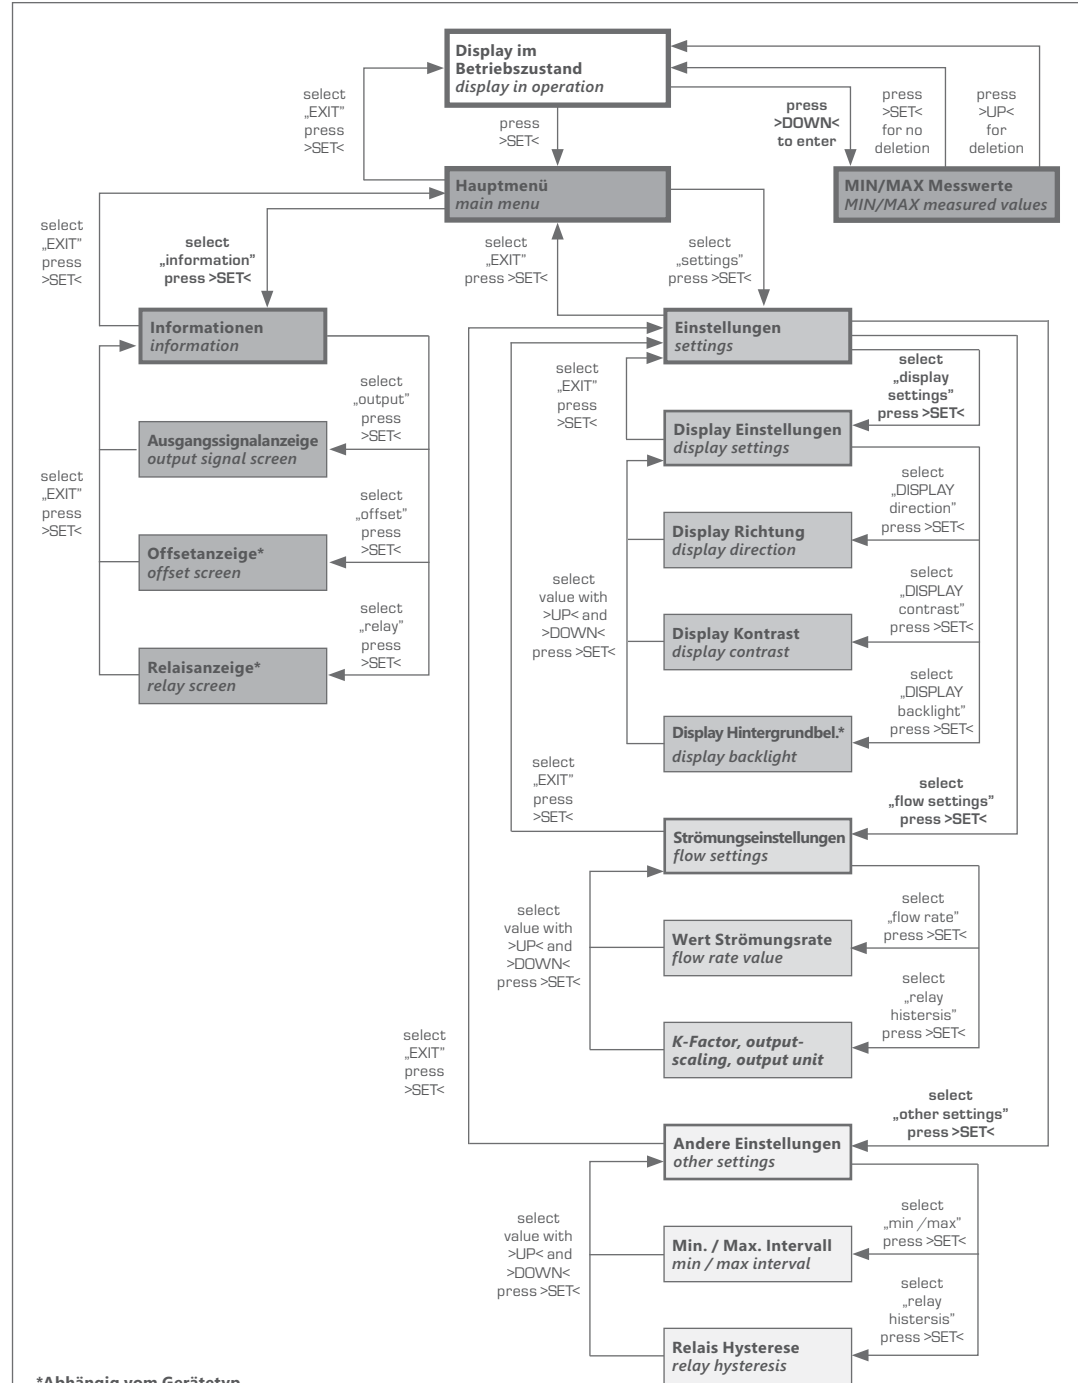 Display im
Betriebszustand
display in operation
select
„EXIT”
press
>SET<
press
>SET<
press
>DOWN<
to enter
press
>SET<
for no
deletion
press
>UP<
for
deletion
Hauptmenü
main menu
MIN/MAX Messwerte
MIN/MAX measured values
select
„EXIT”
press
>SET<
select
„information”
press >SET<
select
„EXIT”
press >SET<
select
„settings”
press >SET<
Informationen
information
Einstellungen
settings
select
„output”
press
>SET<
select
„EXIT”
press
>SET<
select
„display
settings”
press >SET<
Ausgangssignalanzeige
output signal screen
Display Einstellungen
display settings
select
„EXIT”
press
>SET<
select
„offset”
press
>SET<
select
„DISPLAY
direction”
press >SET<
Offsetanzeige*
offset screen
Display Richtung
display direction
select
„relay”
press
>SET<
select
value with
>UP< and
>DOWN<
press >SET<
select
„DISPLAY
contrast”
press >SET<
Relaisanzeige*
relay screen
Display Kontrast
display contrast
select
„DISPLAY
backlight”
press >SET<
Display Hintergrundbel.*
display backlight
select
„EXIT”
press
>SET<
select
„flow settings”
press >SET<
Strömungseinstellungen
flow settings
select
value with
>UP< and
>DOWN<
press >SET<
select
„flow rate”
press >SET<
Wert Strömungsrate
flow rate value
select
„relay
histersis”
press >SET<
K-Factor, output-
scaling, output unit
select
„EXIT”
press
>SET<
select
„other settings”
press >SET<
Andere Einstellungen
other settings
select
value with
>UP< and
>DOWN<
press >SET<
select
„min /max”
press >SET<
Min. / Max. Intervall
min / max interval
select
„relay
histersis”
press >SET<
Relais Hysterese
relay hysteresis
*Abhängig vom Gerätetyp